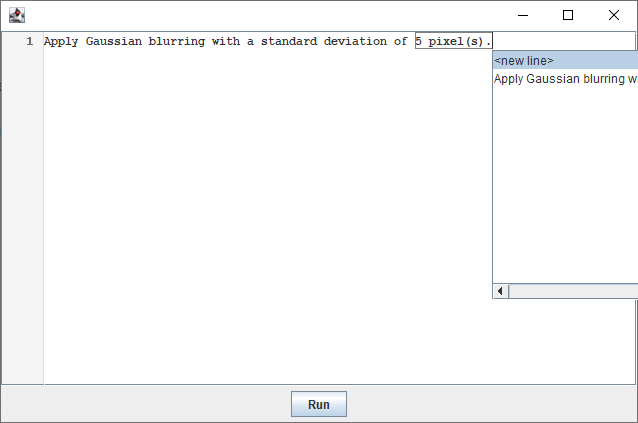 1 Apply Gaussian blurring with a standard deviation of 5 pixel(s).
<new line>
Apply Gaussian blurring
Run